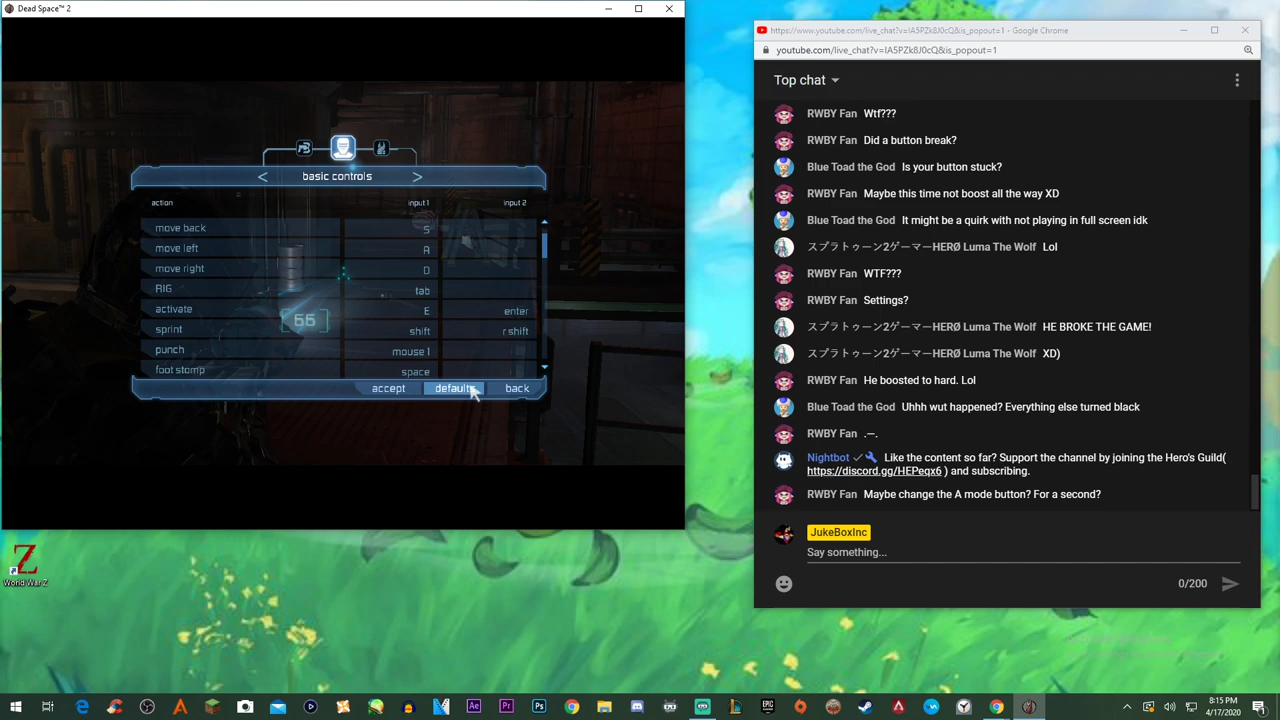 Dead Space™ 2
basic controls
action input 1 input 2
move back S
move left A
move right D
RIG tab
activate E enter
sprint shift r shift
punch mouse 1
foot stomp space
55
accept defaults back
World War Z
https://www.youtube.com/live_chat?v=IA5PZk8J0cQ&is_popout=1 - Google Chrome
youtube.com/live_chat?v=IA5PZk8J0cQ&is_popout=1
Top chat
RWBY Fan Wtf???
RWBY Fan Did a button break?
Blue Toad the God Is your button stuck?
RWBY Fan Maybe this time not boost all the way XD
Blue Toad the God It might be a quirk with not playing in full screen idk
スプラトゥーン2ゲーマーHERØ Luma The Wolf Lol
RWBY Fan WTF???
RWBY Fan Settings?
スプラトゥーン2ゲーマーHERØ Luma The Wolf HE BROKE THE GAME!
スプラトゥーン2ゲーマーHERØ Luma The Wolf XD)
RWBY Fan He boosted to hard. Lol
Blue Toad the God Uhhh wut happened? Everything else turned black
RWBY Fan .—.
Nightbot Like the content so far? Support the channel by joining the Hero's Guild(
https://discord.gg/HEPeqx6 ) and subscribing.
RWBY Fan Maybe change the A mode button? For a second?
JukeBoxInc
Say something...
0/200
Ae Pr Ps EPIC GAMES
8:15 PM
4/17/2020